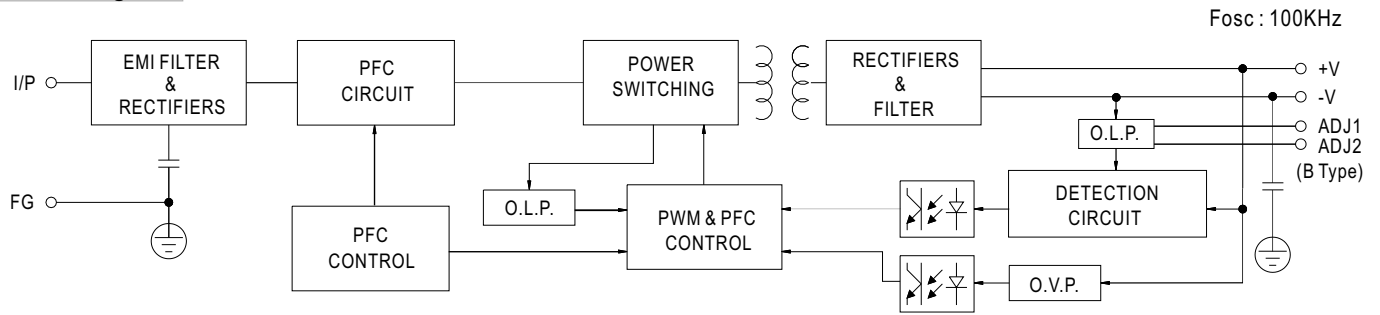 Fosc : 100KHz
I/P
EMI FILTER
&
RECTIFIERS
PFC
CIRCUIT
POWER
SWITCHING
RECTIFIERS
&
FILTER
+V
-V
O.L.P.
ADJ1
ADJ2
(B Type)
FG
PFC
CONTROL
O.L.P.
PWM & PFC
CONTROL
DETECTION
CIRCUIT
O.V.P.